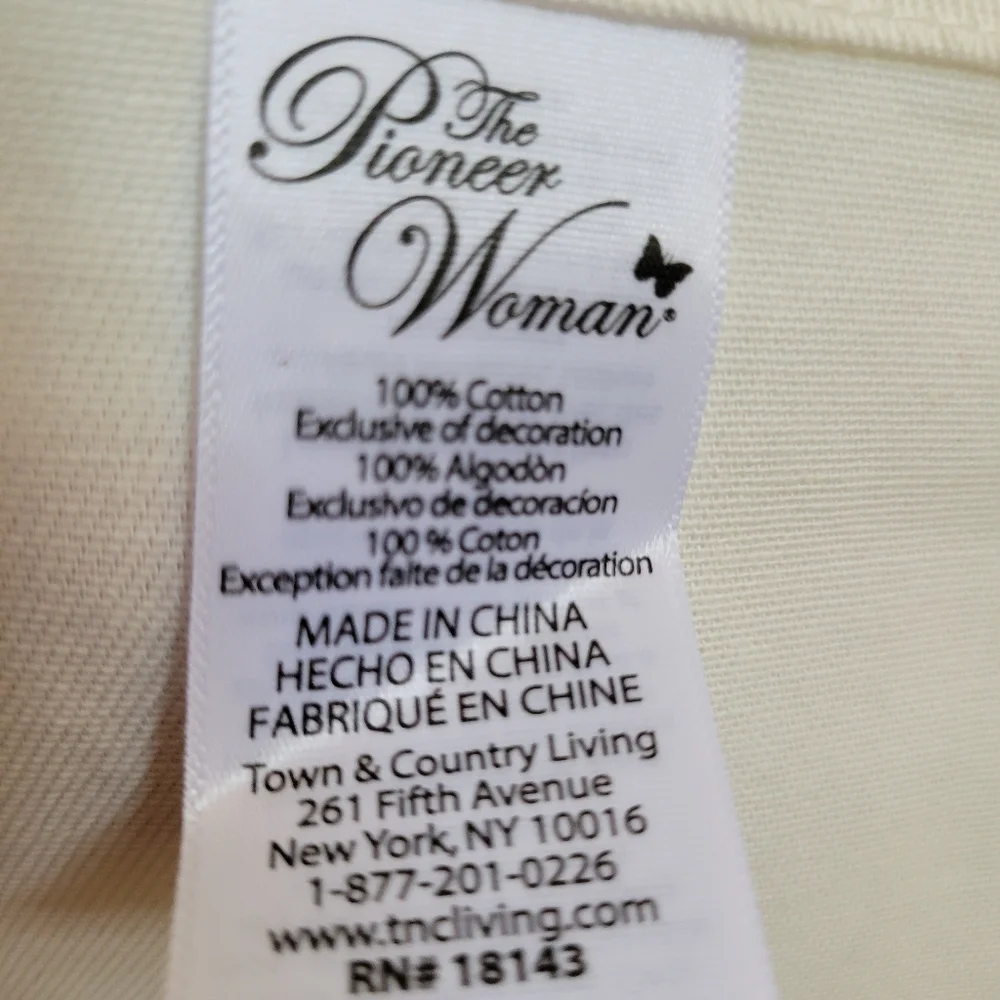 The
Pioneer
Woman®
100% Cotton
Exclusive of decoration
100% Algodòn
Exclusivo de decoracíon
100 % Coton
Exception faite de la décoration
MADE IN CHINA
HECHO EN CHINA
FABRIQUÉ EN CHINE
Town & Country Living
261 Fifth Avenue
New York, NY 10016
1-877-201-0226
www.tncliving.com
RN# 18143